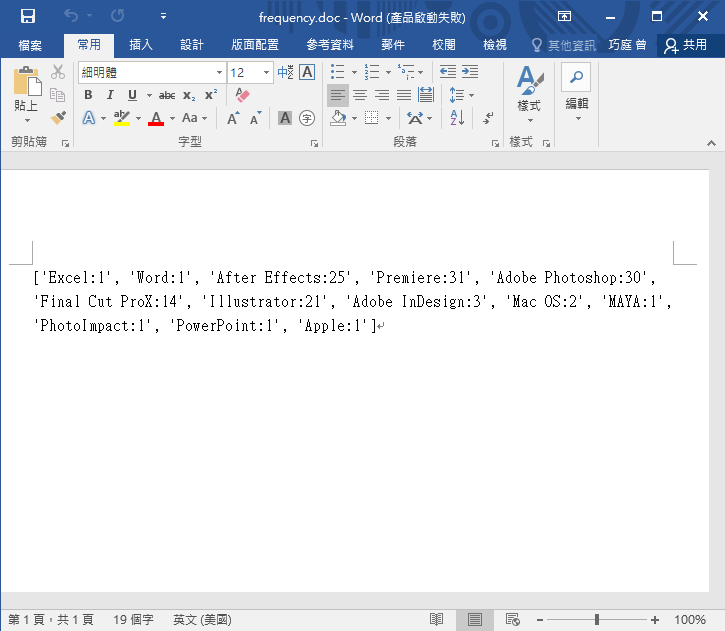 frequency.doc - Word (產品啟動失敗)
檔案 常用 插入 設計 版面配置 參考資料 郵件 校閱 檢視 其他資訊 巧庭 曾 共用
細明體 12 中 A
貼上 B I U abc x₂ x² 樣式 編輯
A ab A Aa A A A 字
剪貼簿 字型 段落 樣式
['Excel:1', 'Word:1', 'After Effects:25', 'Premiere:31', 'Adobe Photoshop:30',
'Final Cut ProX:14', 'Illustrator:21', 'Adobe InDesign:3', 'Mac OS:2', 'MAYA:1',
'PhotoImpact:1', 'PowerPoint:1', 'Apple:1']
第 1 頁，共 1 頁 19 個字 英文 (美國) 100%